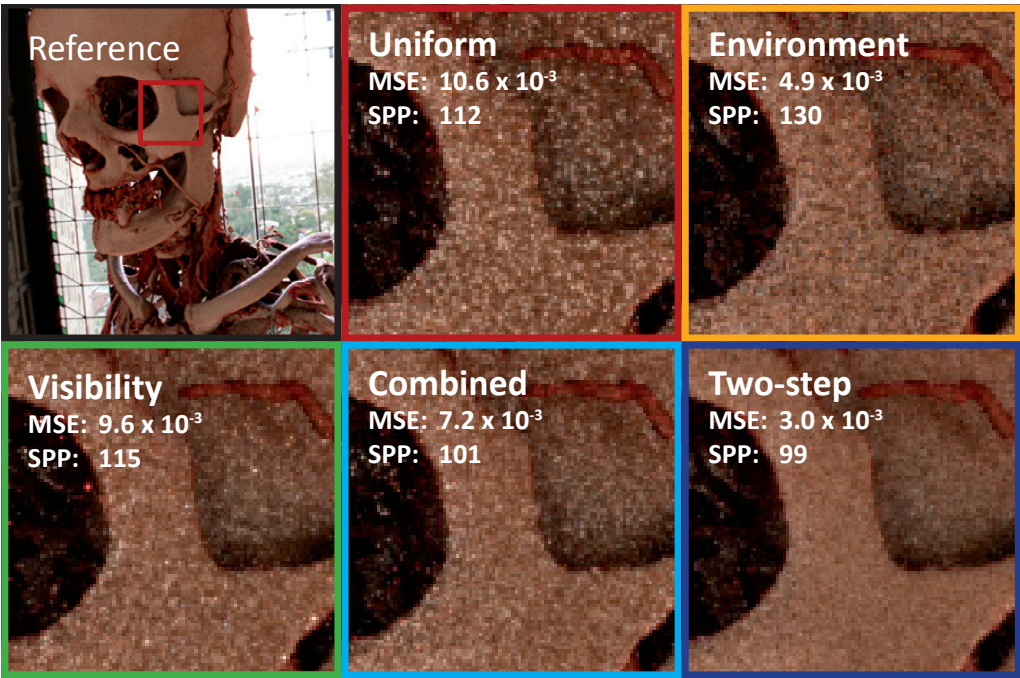 Reference
Uniform
MSE: 10.6 x 10⁻³
SPP: 112
Environment
MSE: 4.9 x 10⁻³
SPP: 130
Visibility
MSE: 9.6 x 10⁻³
SPP: 115
Combined
MSE: 7.2 x 10⁻³
SPP: 101
Two-step
MSE: 3.0 x 10⁻³
SPP: 99